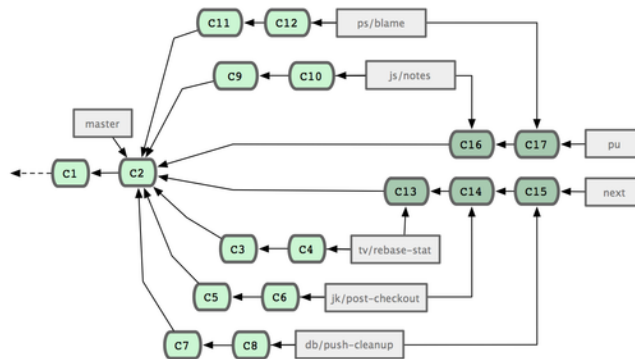 C11 C12 ps/blame
C9 C10 js/notes
master
C16 C17 pu
C1 C2
C13 C14 C15 next
C3 C4 tv/rebase-stat
C5 C6 jk/post-checkout
C7 C8 db/push-cleanup